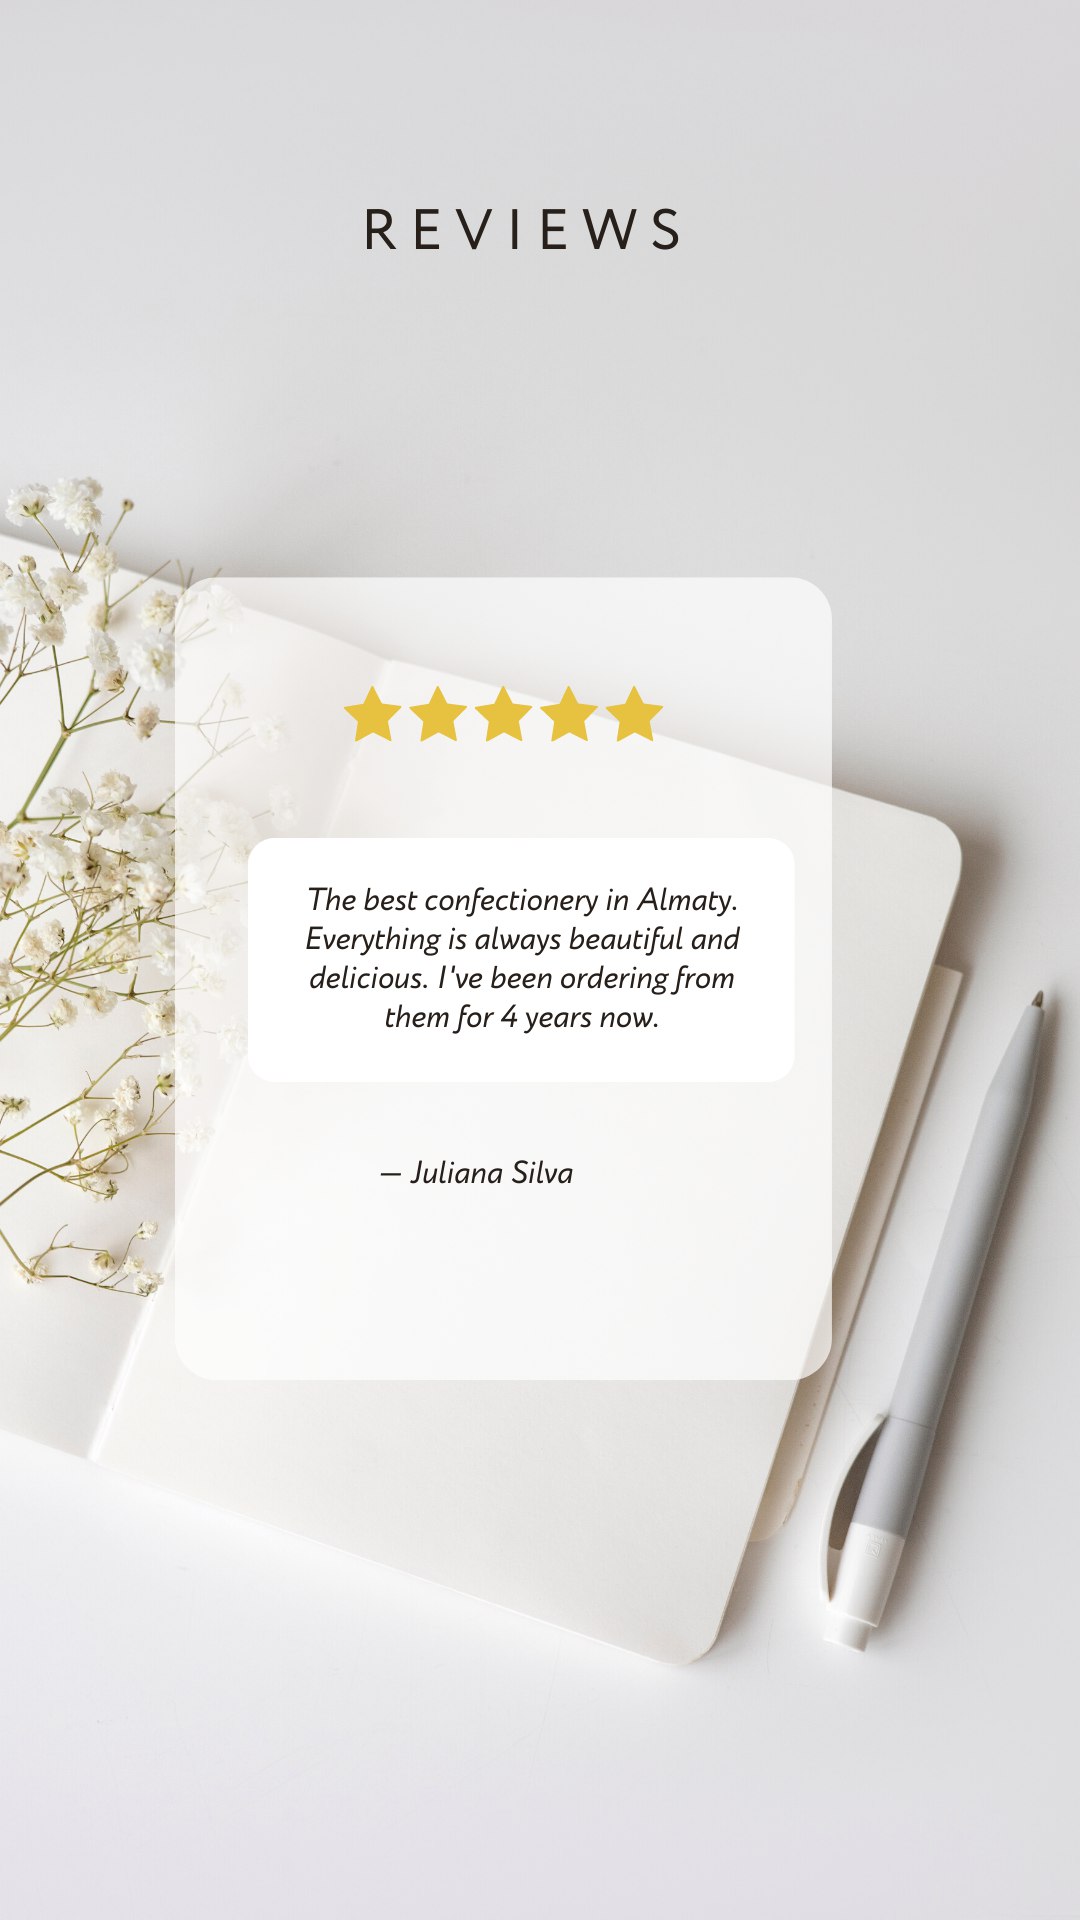 REVIEWS
The best confectionery in Almaty.
Everything is always beautiful and
delicious. I've been ordering from
them for 4 years now.
— Juliana Silva